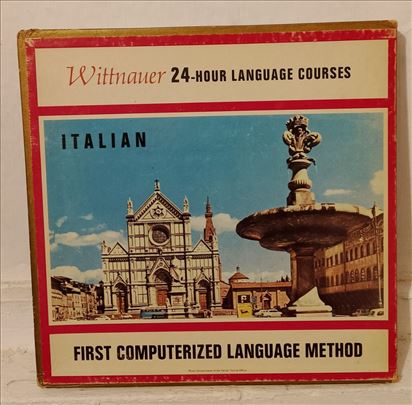 Wittnauer 24-HOUR LANGUAGE COURSES
ITALIAN
FIRST COMPUTERIZED LANGUAGE METHOD